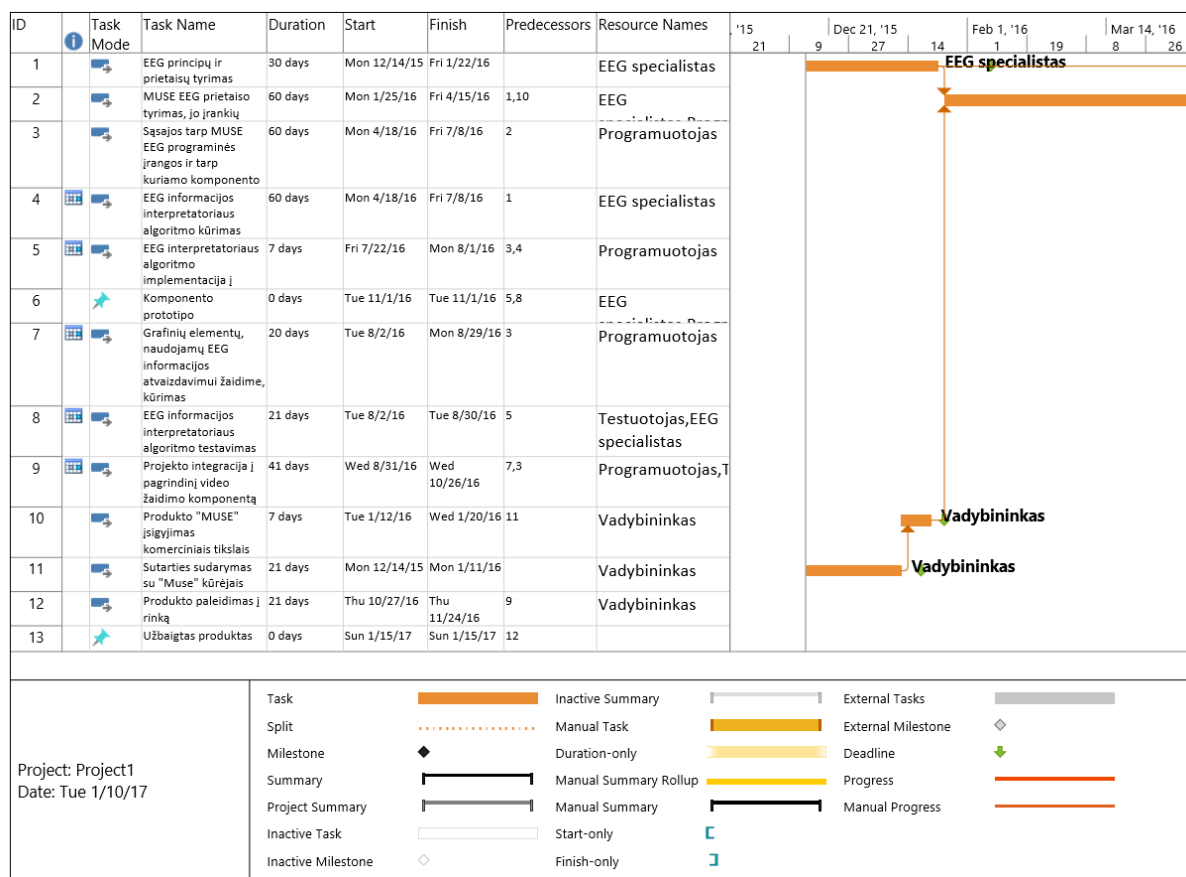 ID Task Mode Task Name Duration Start Finish Predecessors Resource Names
, '15 Dec 21, '15 Feb 1, '16 Mar 14, '16
21 9 27 14 1 19 8 26
1 EEG principų ir 30 days Mon 12/14/15 Fri 1/22/16 EEG specialistas
prietaisų tyrimas
EEG specialistas
2 MUSE EEG prietaiso 60 days Mon 1/25/16 Fri 4/15/16 1,10 EEG
tyrimas, jo įrankių
3 Sąsajos tarp MUSE 60 days Mon 4/18/16 Fri 7/8/16 2 Programuotojas
EEG programinės
įrangos ir tarp
kuriamo komponento
4 EEG informacijos 60 days Mon 4/18/16 Fri 7/8/16 1 EEG specialistas
interpretatoriaus
algoritmo kūrimas
5 EEG interpretatoriaus 7 days Fri 7/22/16 Mon 8/1/16 3,4 Programuotojas
algoritmo
implementacija į
6 Komponento 0 days Tue 11/1/16 Tue 11/1/16 5,8 EEG
prototipo
7 Grafinių elementų, 20 days Tue 8/2/16 Mon 8/29/16 3 Programuotojas
naudojamų EEG
informacijos
atvaizdavimui žaidime,
kūrimas
8 EEG informacijos 21 days Tue 8/2/16 Tue 8/30/16 5 Testuotojas,EEG
interpretatoriaus specialistas
algoritmo testavimas
9 Projekto integracija į 41 days Wed 8/31/16 Wed 7,3 Programuotojas,T
pagrindinį video 10/26/16
žaidimo komponentą
10 Produkto "MUSE" 7 days Tue 1/12/16 Wed 1/20/16 11 Vadybininkas
įsigyjimas
komerciniais tikslais
Vadybininkas
11 Sutarties sudarymas 21 days Mon 12/14/15 Mon 1/11/16 Vadybininkas
su "Muse" kūrėjais
Vadybininkas
12 Produkto paleidimas į 21 days Thu 10/27/16 Thu 9 Vadybininkas
rinką 11/24/16
13 Užbaigtas produktas 0 days Sun 1/15/17 Sun 1/15/17 12
Project: Project1
Date: Tue 1/10/17
Task Inactive Summary External Tasks
Split Manual Task External Milestone
Milestone Duration-only Deadline
Summary Manual Summary Rollup Progress
Project Summary Manual Summary Manual Progress
Inactive Task Start-only
Inactive Milestone Finish-only